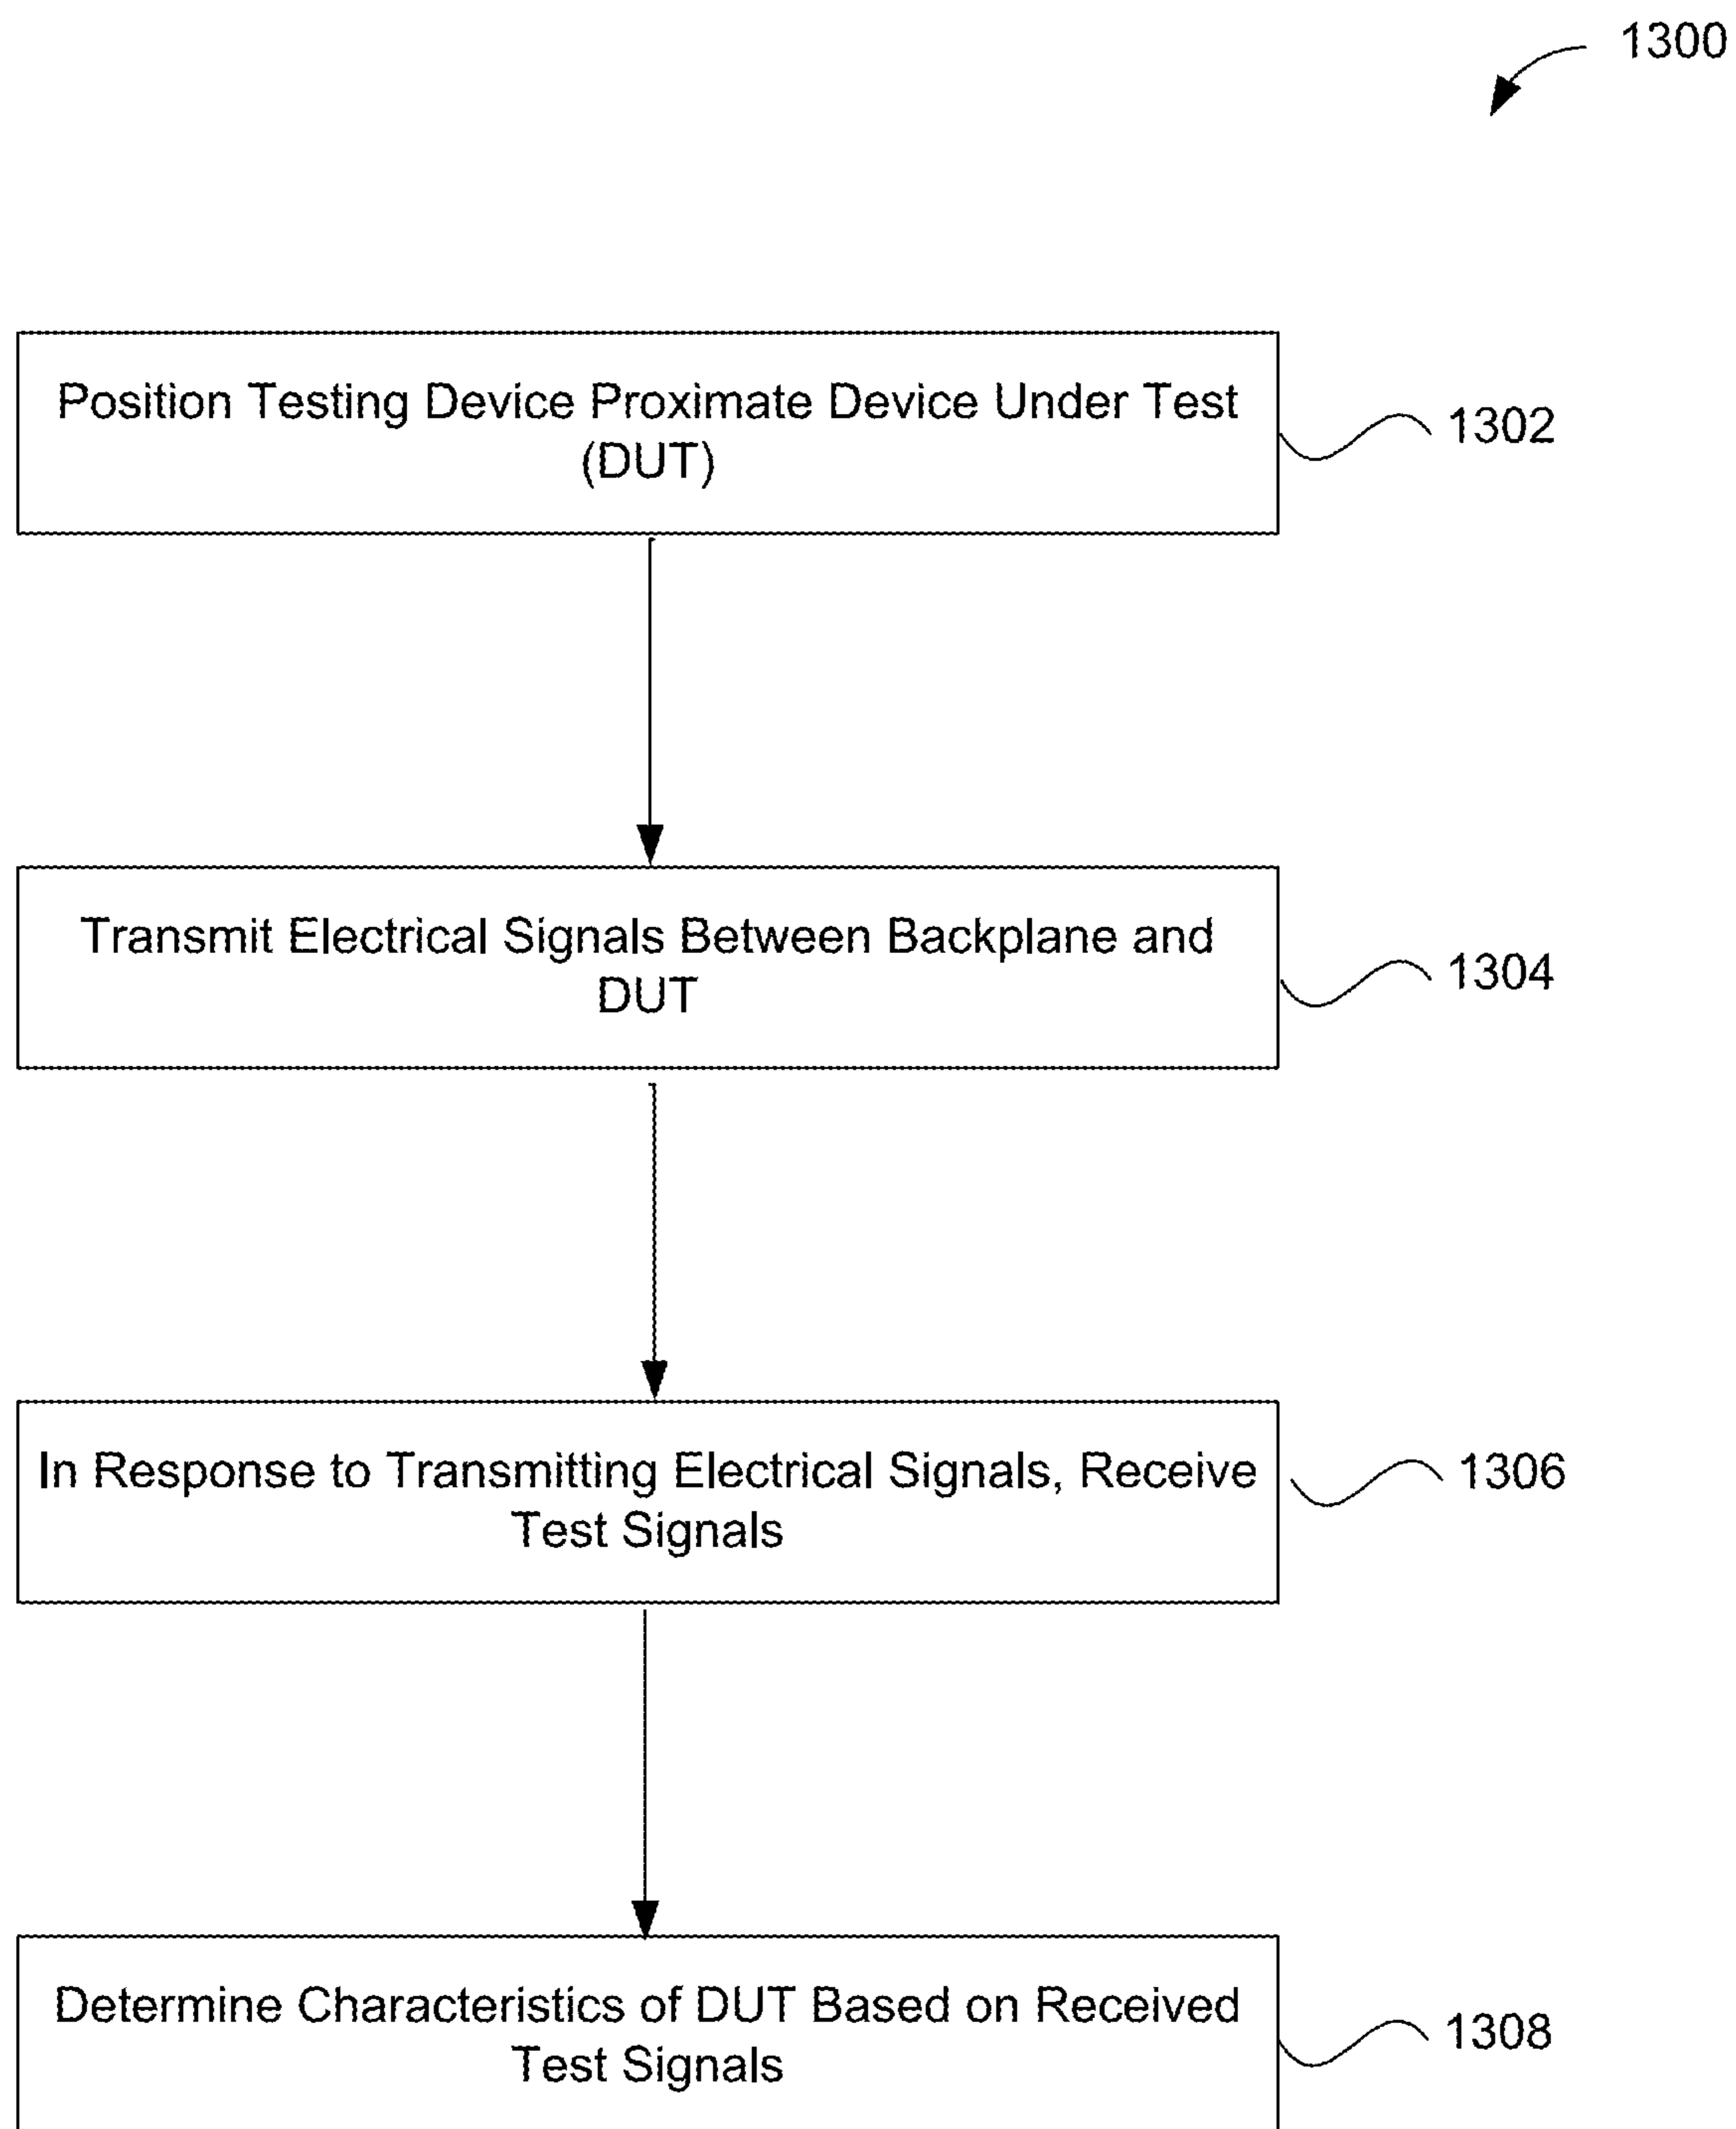 1300
Position Testing Device Proximate Device Under Test
(DUT)
1302
Transmit Electrical Signals Between Backplane and
DUT
1304
In Response to Transmitting Electrical Signals, Receive
Test Signals
1306
Determine Characteristics of DUT Based on Received
Test Signals
1308